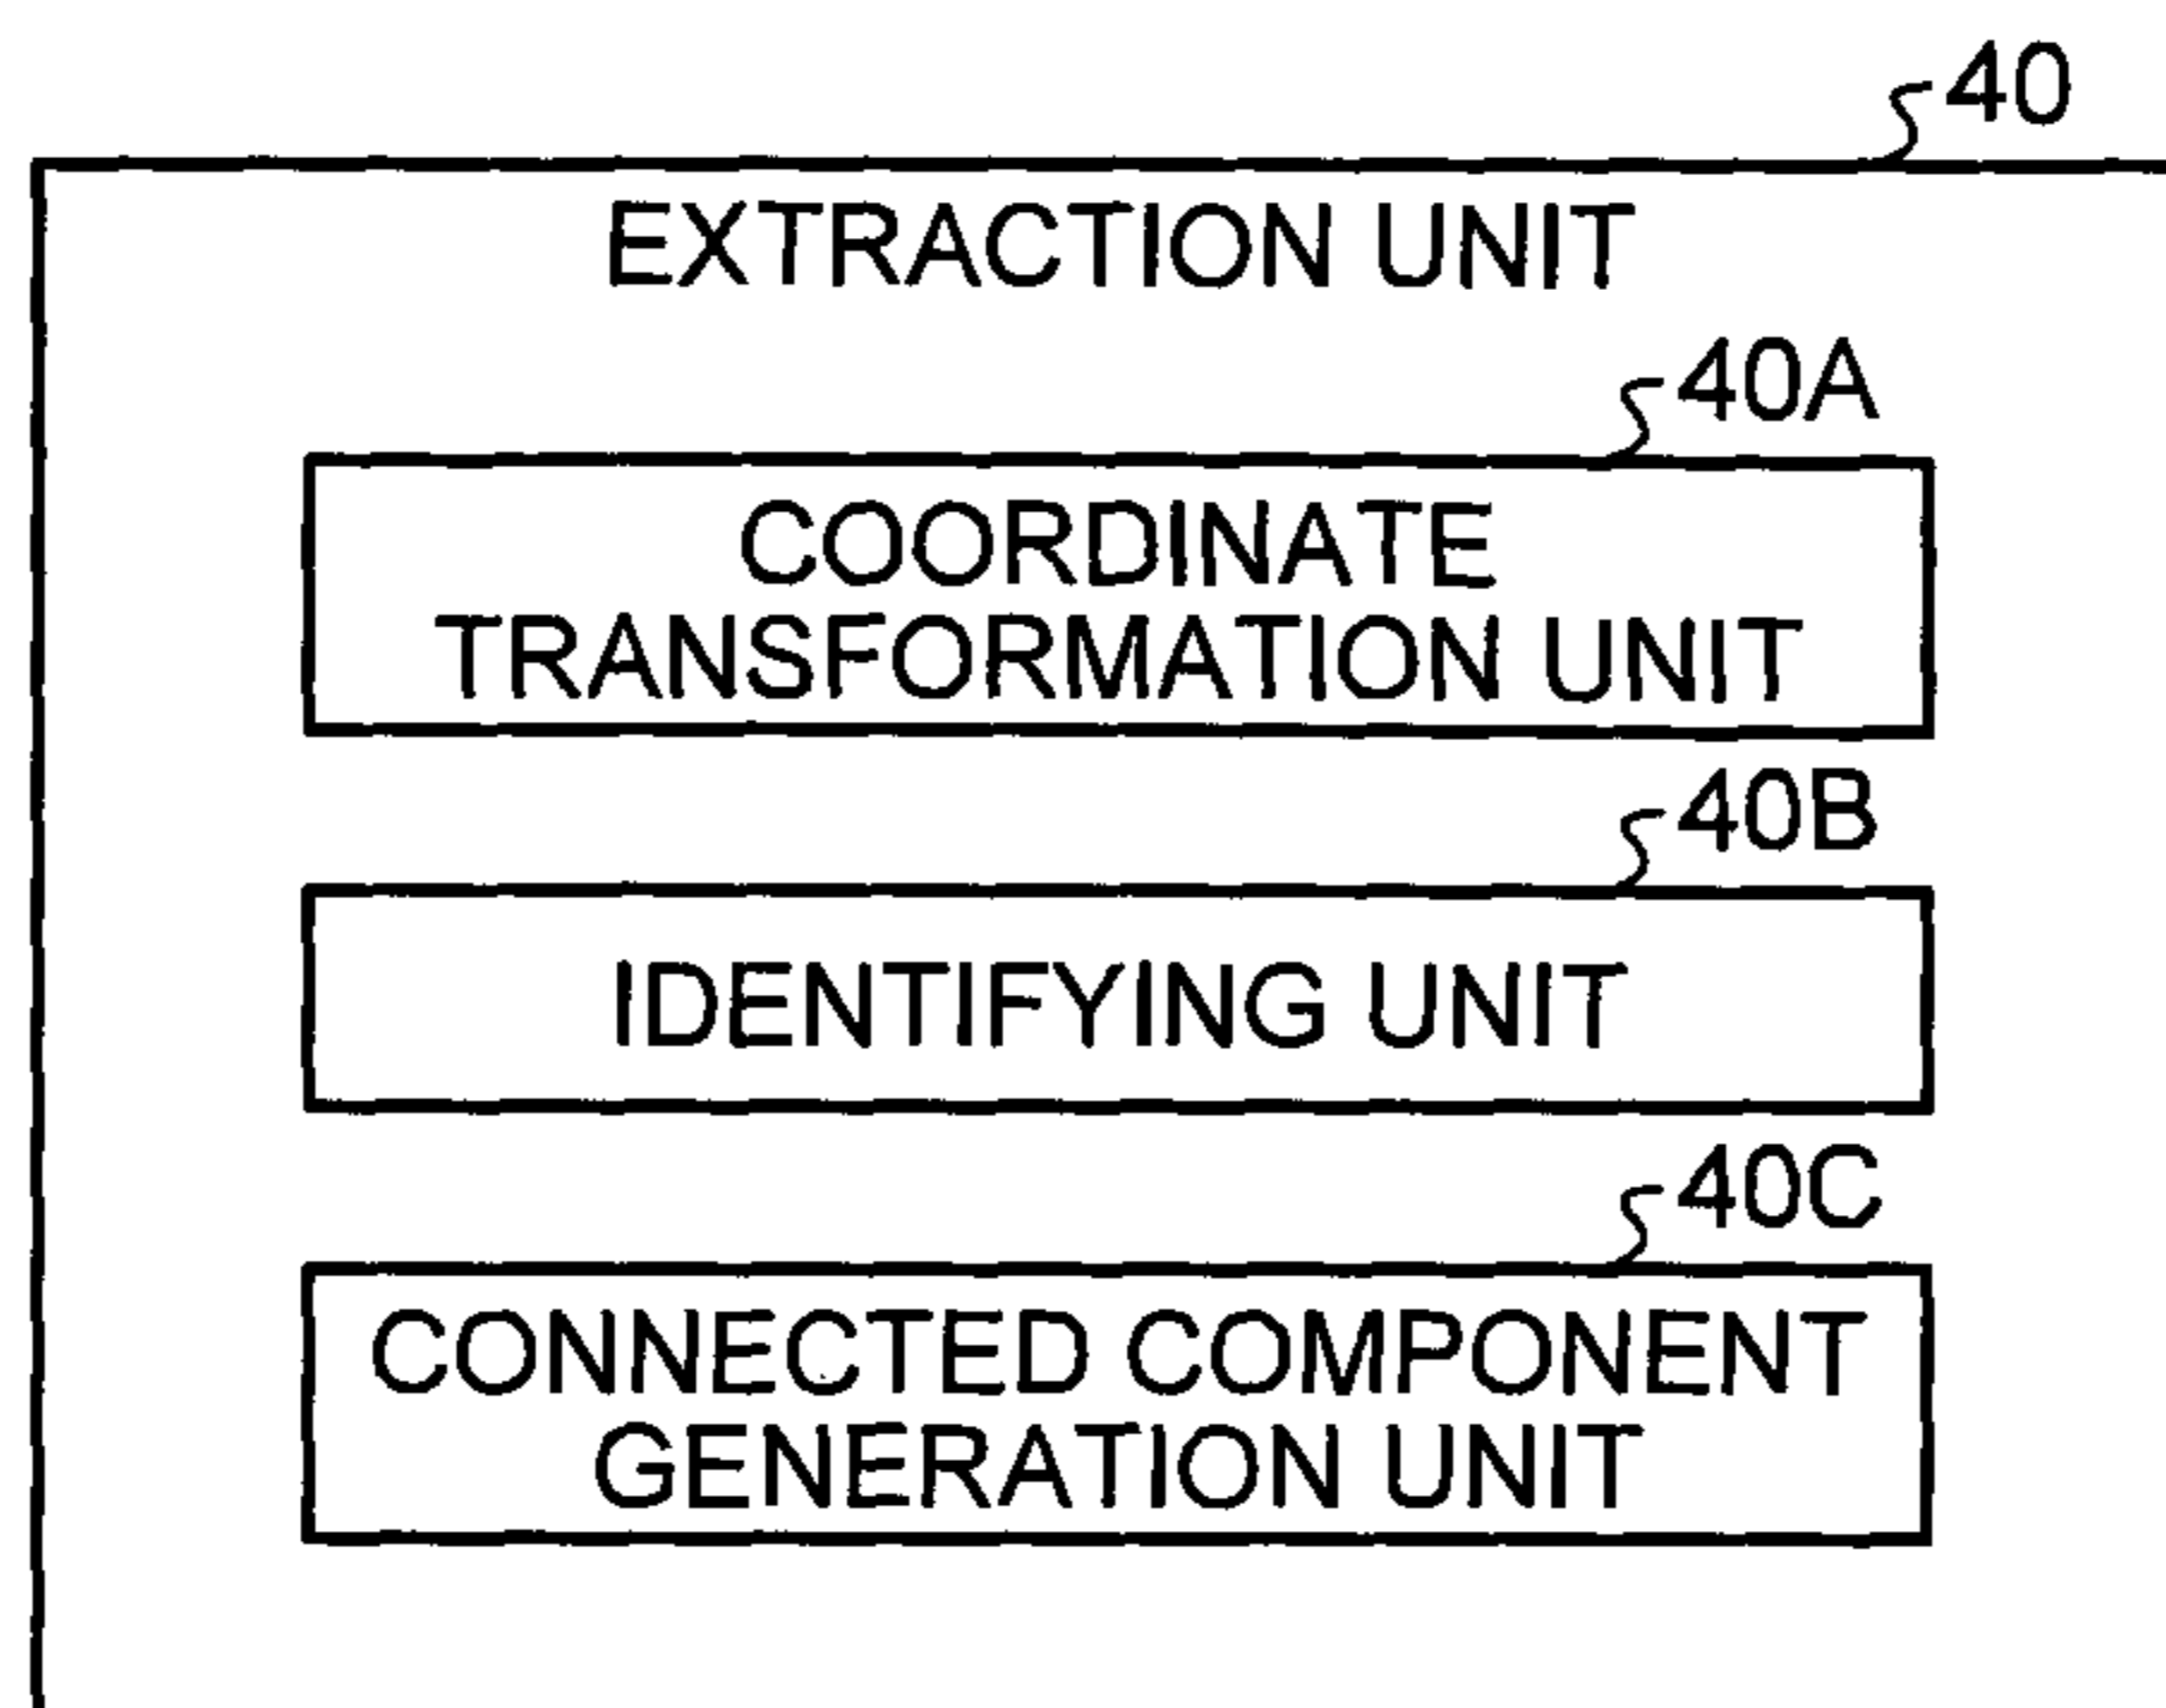 40
EXTRACTION UNIT
40A
COORDINATE
TRANSFORMATION UNIT
40B
IDENTIFYING UNIT
40C
CONNECTED COMPONENT
GENERATION UNIT